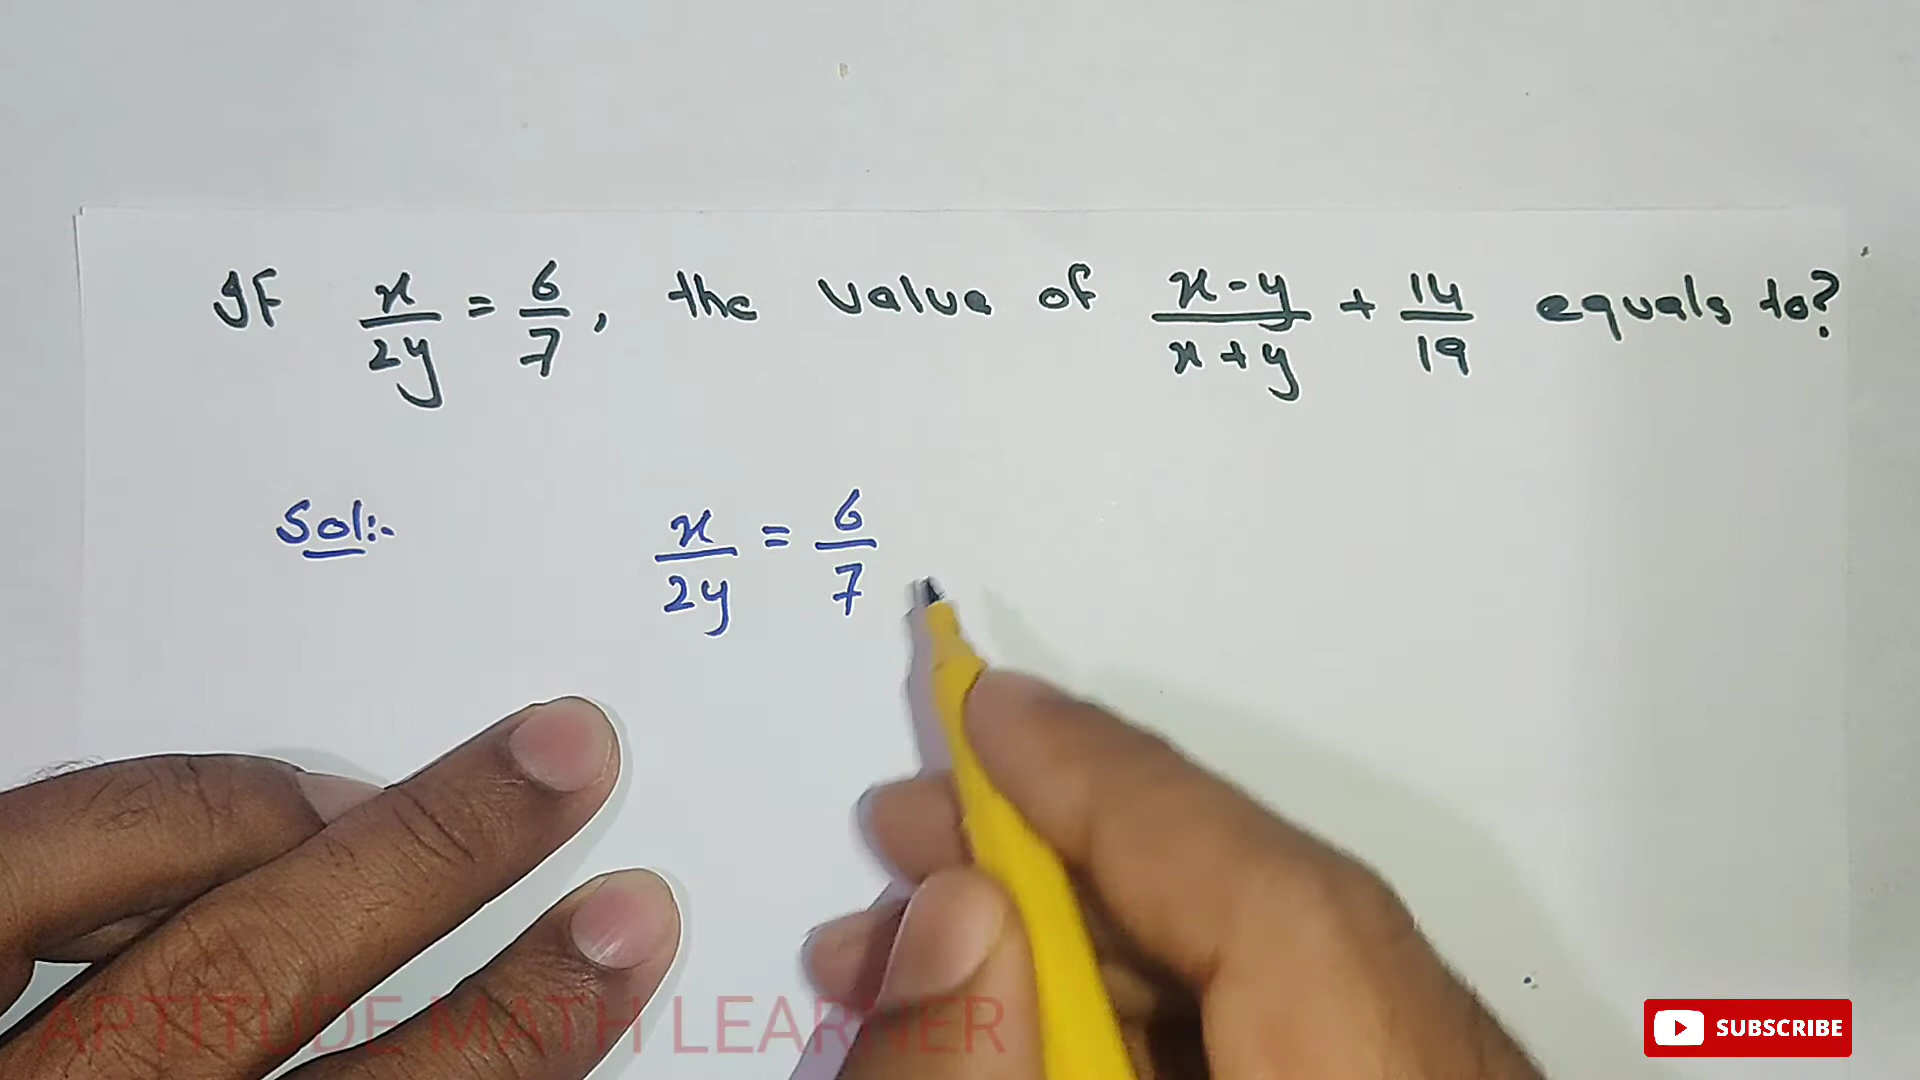 If x/2y = 6/7, the value of x-y/x+y + 14/19 equals to?
Sol:- x/2y = 6/7
APTITUDE MATH LEARNER
SUBSCRIBE